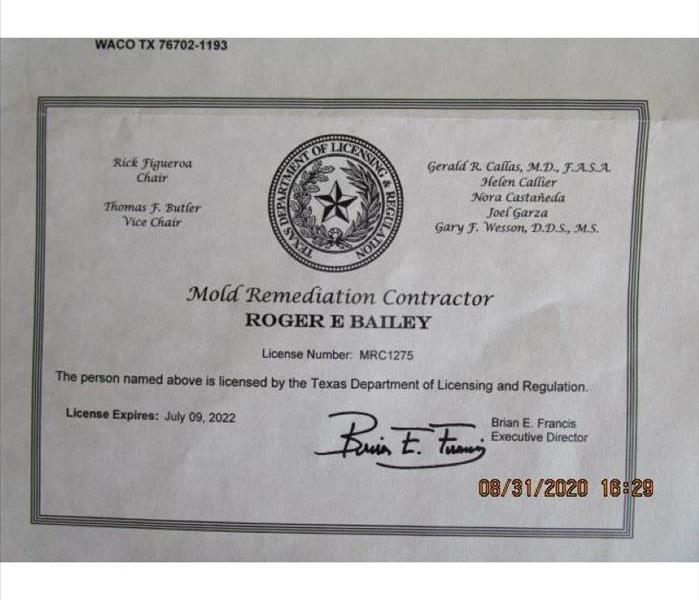 WACO TX 76702-1193
Rick Figueroa
Chair
Thomas F. Butler
Vice Chair
TEXAS DEPARTMENT OF LICENSING & REGULATION
Gerald R. Callas, M.D., F.A.S.A.
Helen Callier
Nora Castañeda
Joel Garza
Gary F. Wesson, D.D.S., M.S.
Mold Remediation Contractor
ROGER E BAILEY
License Number: MRC1275
The person named above is licensed by the Texas Department of Licensing and Regulation.
License Expires: July 09, 2022
Brian E. Francis
Brian E. Francis
Executive Director
08/31/2020 16:29